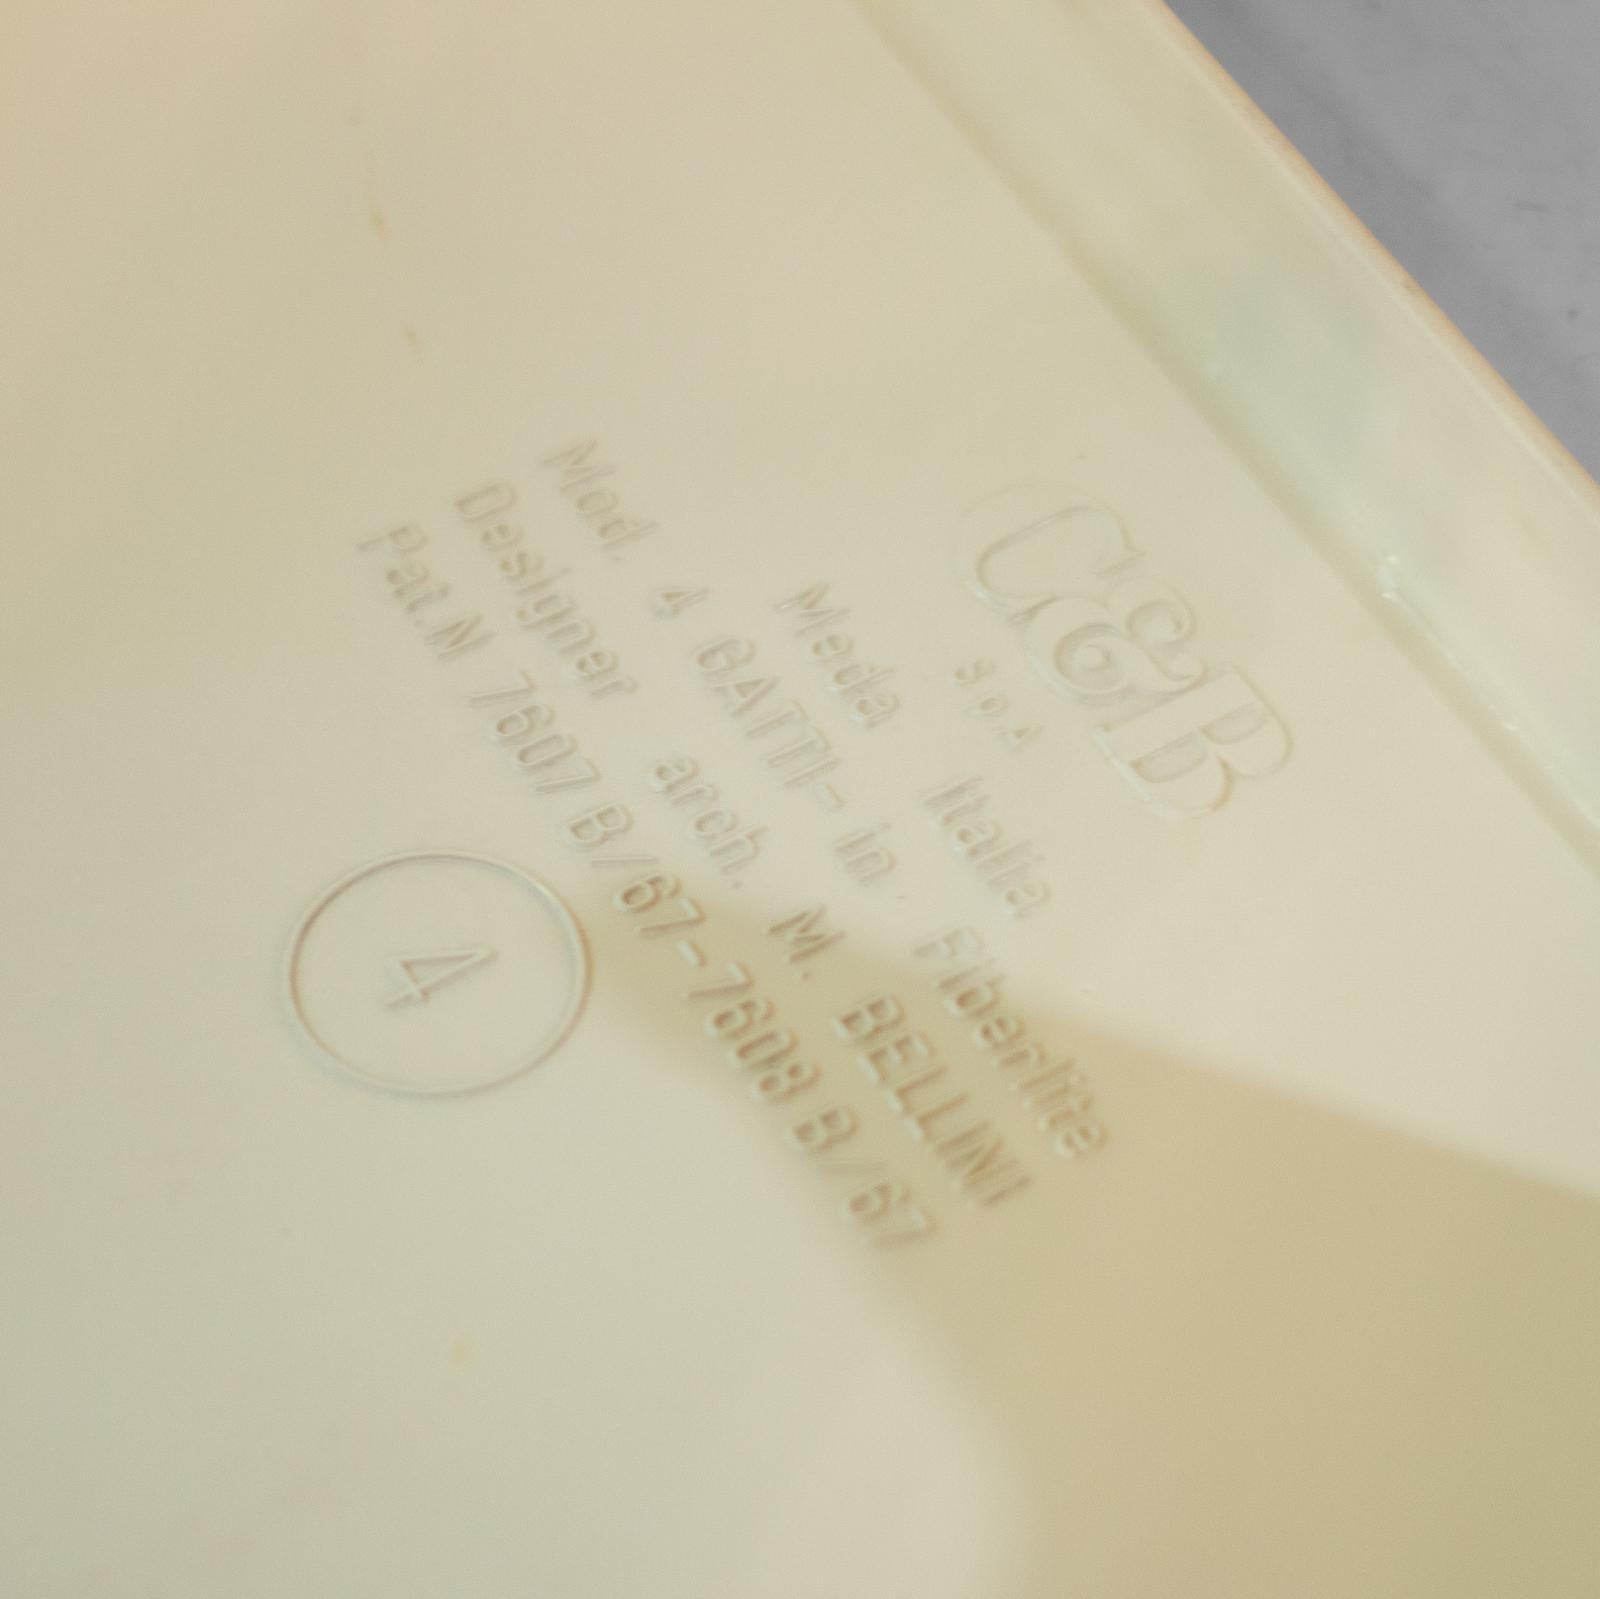 C&B
S.p.A
Meda Italia
Mod. 4 GATTI- in Fiberlite
Designer arch. M. BELLINI
Pat.N 7607 B/67-7608 B/67
4